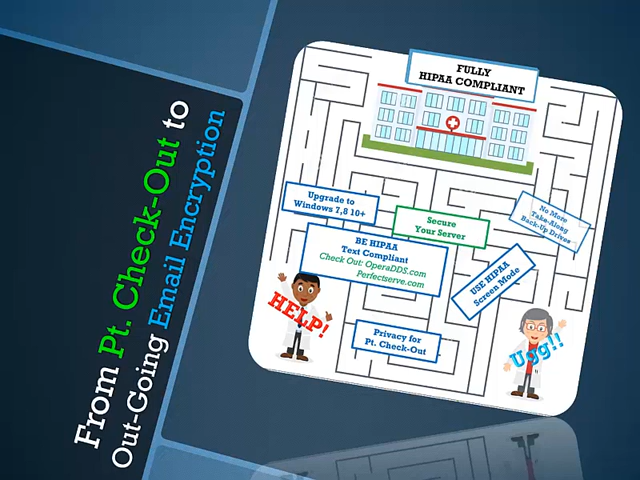 From Pt. Check-Out to
Out-Going Email Encryption
FULLY
HIPAA COMPLIANT
Upgrade to
Windows 7,8 10+
Secure
Your Server
No More
Take-Along
Back-Up Drives
BE HIPAA
Text Compliant
Check Out: OperaDDS.com
Perfectserve.com
USE HIPAA
Screen Mode
HELP!
Privacy for
Pt. Check-Out
Ugg!!